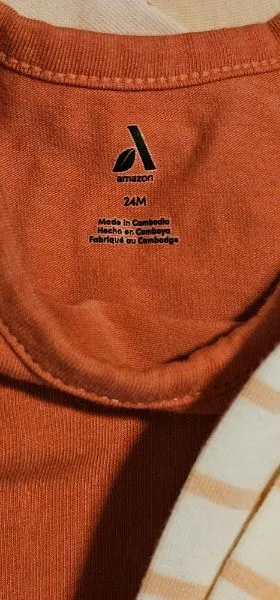 amazon
24M
Made in Cambodia
Hecho en Camboya
Fabriqué au Cambodge